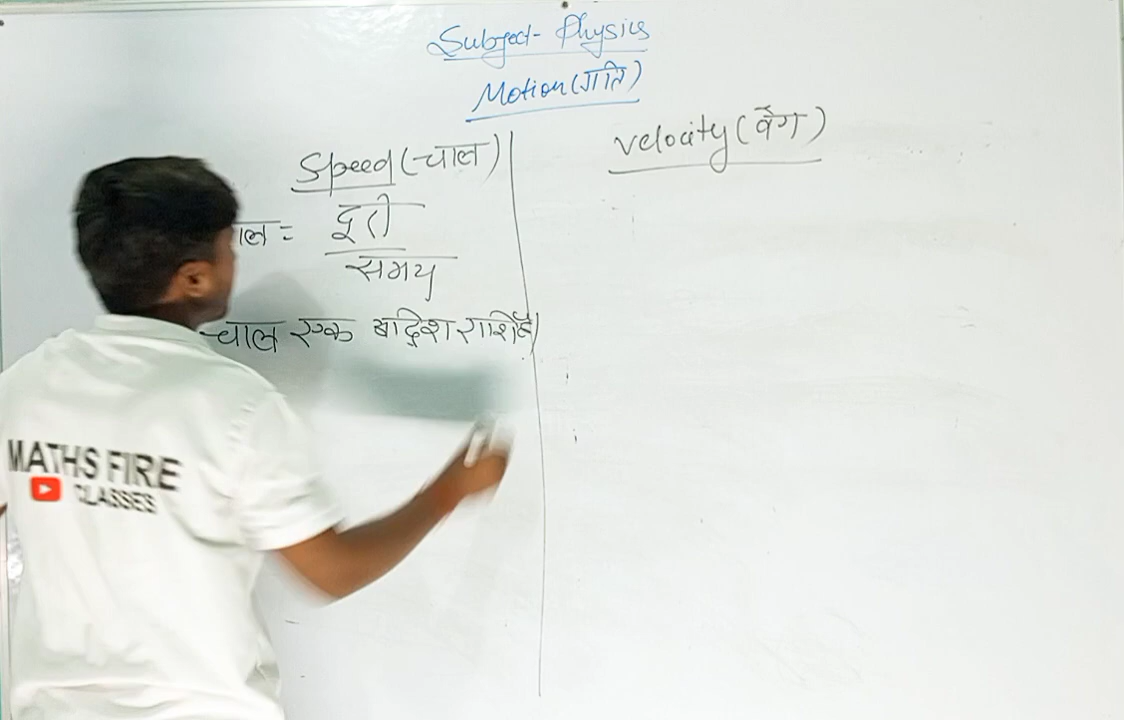 Subject- Physics
Motion(गति)
Speed(चाल)
ाल = दूरी
समय
चाल एक अदिश राशि है|
Velocity(वेग)
MATHS FIRE
CLASSES